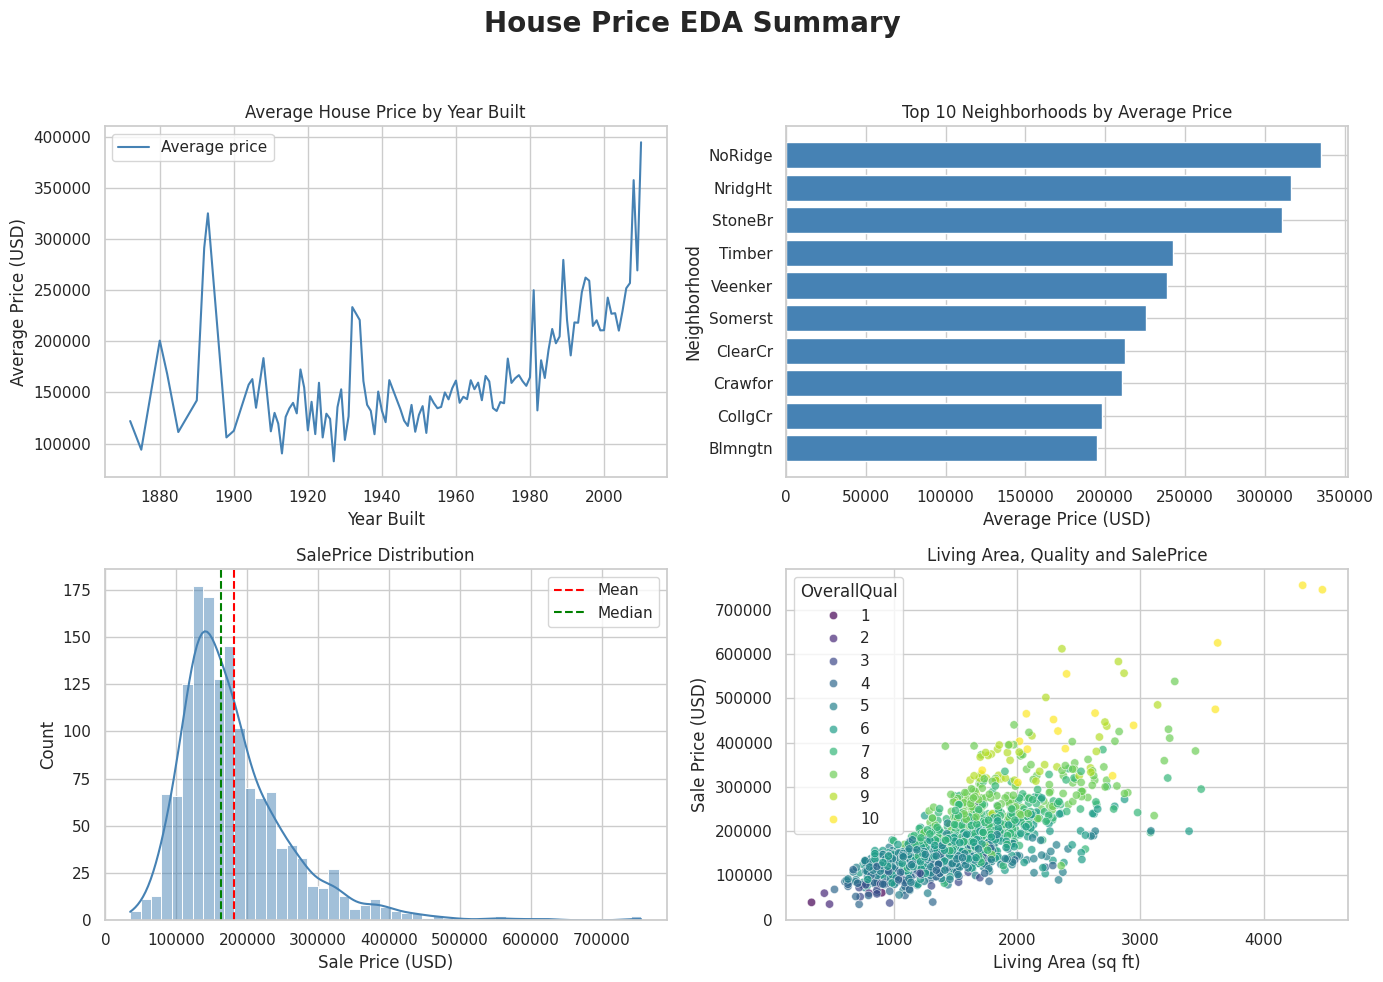 House Price EDA Summary
Average House Price by Year Built
Average price
Average Price (USD)
400000
350000
300000
250000
200000
150000
100000
1880 1900 1920 1940 1960 1980 2000
Year Built
Top 10 Neighborhoods by Average Price
Neighborhood
NoRidge
NridgHt
StoneBr
Timber
Veenker
Somerst
ClearCr
Crawfor
CollgCr
Blmngtn
0 50000 100000 150000 200000 250000 300000 350000
Average Price (USD)
SalePrice Distribution
Mean
Median
Count
175
150
125
100
75
50
25
0
0 100000 200000 300000 400000 500000 600000 700000
Sale Price (USD)
Living Area, Quality and SalePrice
OverallQual
1
2
3
4
5
6
7
8
9
10
Sale Price (USD)
700000
600000
500000
400000
300000
200000
100000
0
1000 2000 3000 4000
Living Area (sq ft)